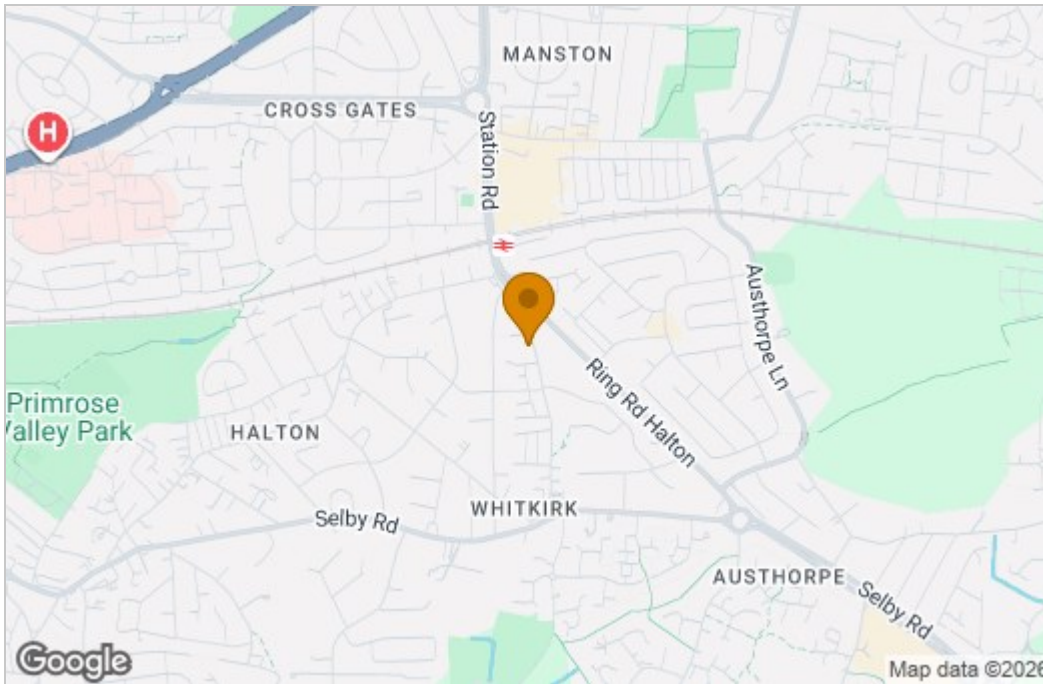 MANSTON
CROSS GATES
H
Station Rd
Austhorpe Ln
Primrose
Valley Park
HALTON
Ring Rd Halton
WHITKIRK
Selby Rd
AUSTHORPE
Selby Rd
Google
Map data ©2026